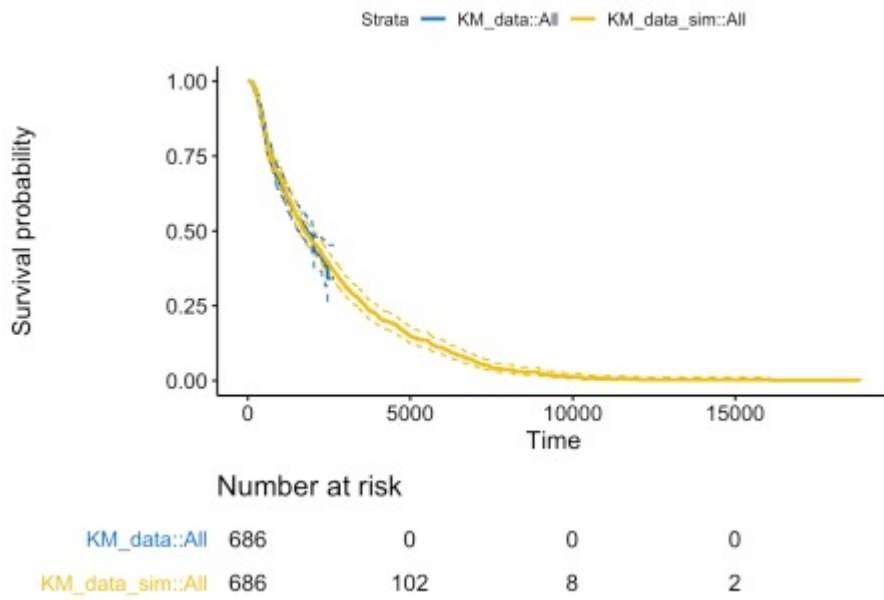 Strata KM_data::All KM_data_sim::All
Survival probability
1.00
0.75
0.50
0.25
0.00
0 5000 10000 15000
Time
Number at risk
KM_data::All 686 0 0 0
KM_data_sim::All 686 102 8 2